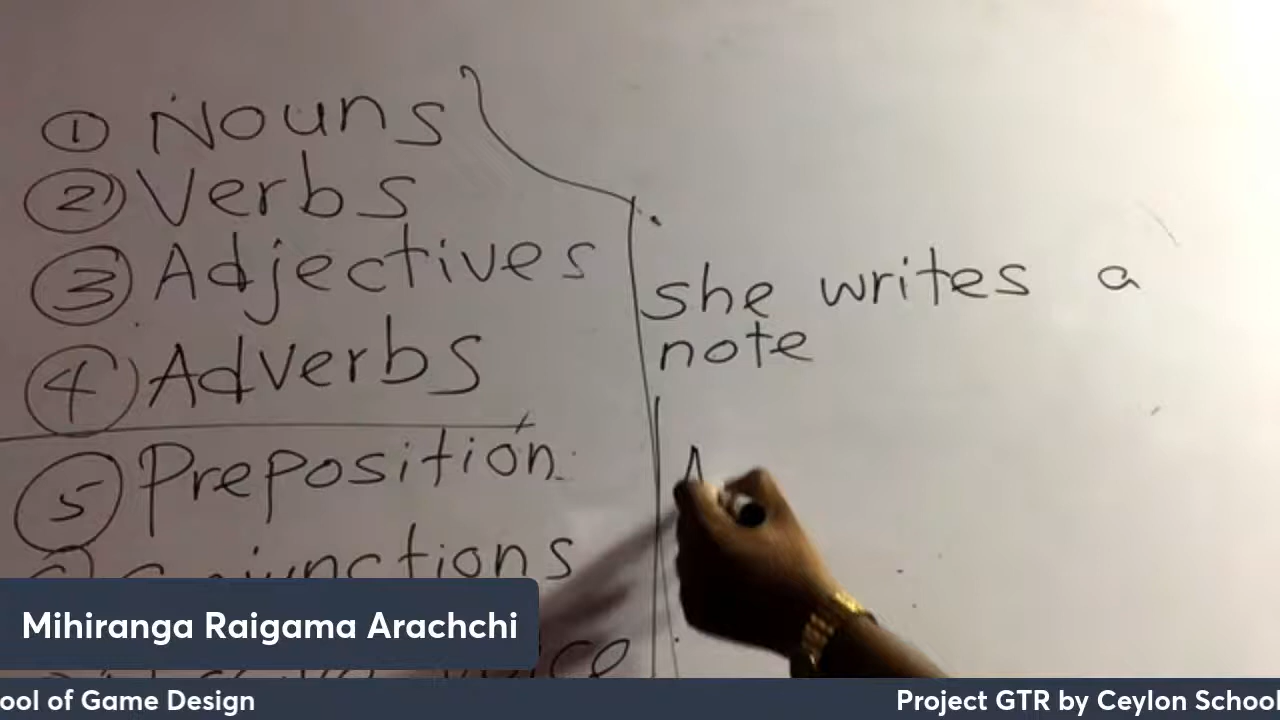 ① Nouns
② Verbs
③ Adjectives
④ Adverbs
⑤ Preposition
she writes a
note
Mihiranga Raigama Arachchi
ool of Game Design
Project GTR by Ceylon School